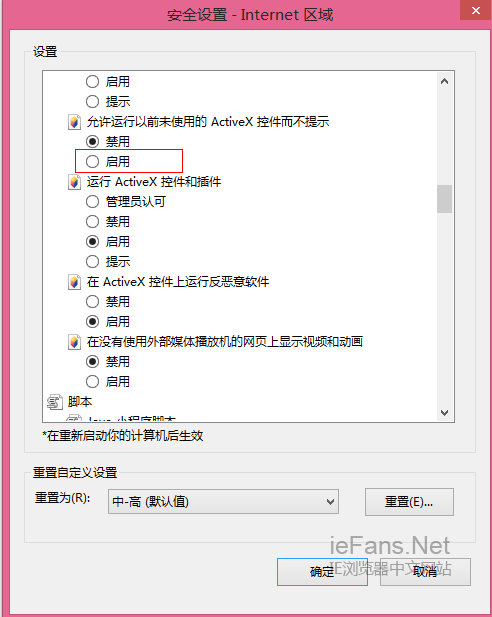 安全设置 - Internet 区域
设置
启用
提示
允许运行以前未使用的 ActiveX 控件而不提示
禁用
启用
运行 ActiveX 控件和插件
管理员认可
禁用
启用
提示
在 ActiveX 控件上运行反恶意软件
禁用
启用
在没有使用外部媒体播放机的网页上显示视频和动画
禁用
启用
脚本
Java 小程序脚本
*在重新启动你的计算机后生效
重置自定义设置
重置为(R):
中-高 (默认值)
重置(E)...
ieFans.Net
IE浏览器中文网站
确定
取消